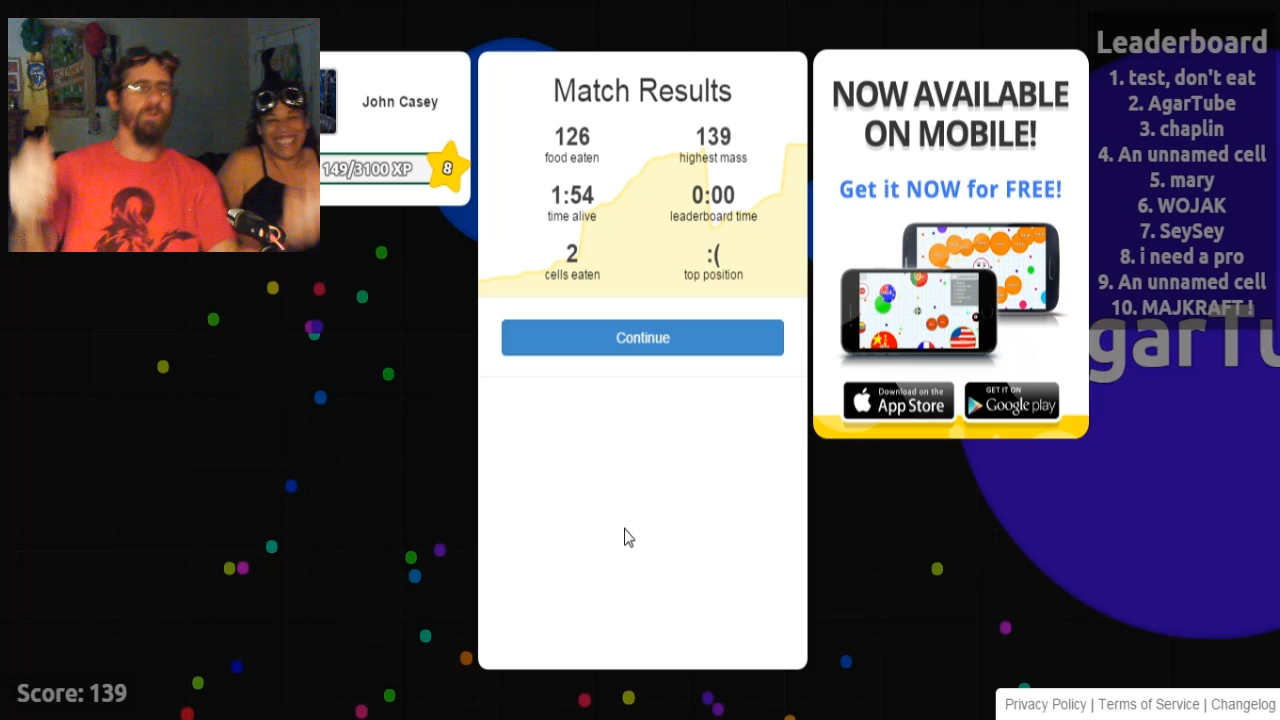 John Casey
149/3100 XP
8
Match Results
126
food eaten
139
highest mass
1:54
time alive
0:00
leaderboard time
2
cells eaten
:(
top position
Continue
NOW AVAILABLE
ON MOBILE!
Get it NOW for FREE!
Download on the
App Store
GET IT ON
Google play
Leaderboard
1. test, don't eat
2. AgarTube
3. chaplin
4. An unnamed cell
5. mary
6. WOJAK
7. SeySey
8. i need a pro
9. An unnamed cell
10. MAJKRAFT !
garTu
Score: 139
Privacy Policy | Terms of Service | Changelog